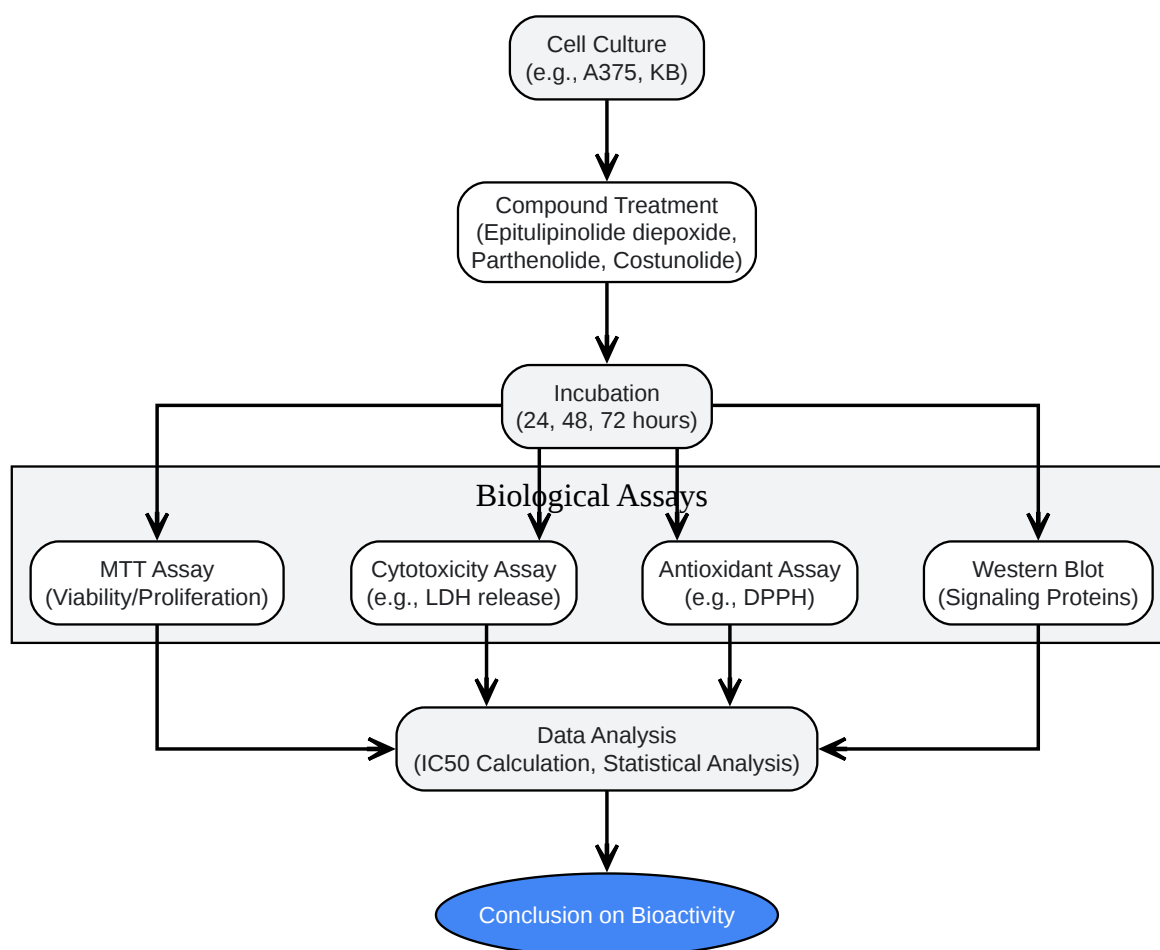 Cell Culture
(e.g., A375, KB)
Compound Treatment
(Epitulipinolide diepoxide,
Parthenolide, Costunolide)
Incubation
(24, 48, 72 hours)
Biological Assays
MTT Assay
(Viability/Proliferation)
Cytotoxicity Assay
(e.g., LDH release)
Antioxidant Assay
(e.g., DPPH)
Western Blot
(Signaling Proteins)
Data Analysis
(IC50 Calculation, Statistical Analysis)
Conclusion on Bioactivity